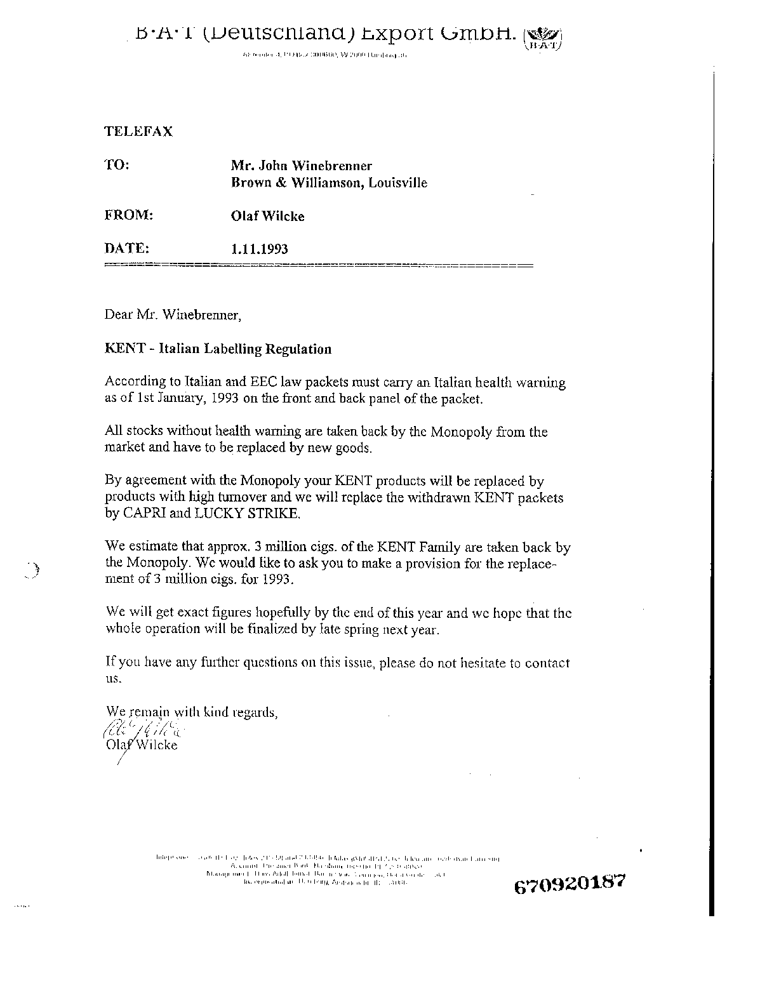 B·A·T (Deutschland) Export GmbH.
B·A·T
TELEFAX
TO: Mr. John Winebrenner
Brown & Williamson, Louisville
FROM: Olaf Wilcke
DATE: 1.11.1993
Dear Mr. Winebrenner,
KENT - Italian Labelling Regulation
According to Italian and EEC law packets must carry an Italian health warning
as of 1st January, 1993 on the front and back panel of the packet.
All stocks without health warning are taken back by the Monopoly from the
market and have to be replaced by new goods.
By agreement with the Monopoly your KENT products will be replaced by
products with high turnover and we will replace the withdrawn KENT packets
by CAPRI and LUCKY STRIKE.
We estimate that approx. 3 million cigs. of the KENT Family are taken back by
the Monopoly. We would like to ask you to make a provision for the replace-
ment of 3 million cigs. for 1993.
We will get exact figures hopefully by the end of this year and we hope that the
whole operation will be finalized by late spring next year.
If you have any further questions on this issue, please do not hesitate to contact
us.
We remain with kind regards,
Olaf Wilcke
670920187